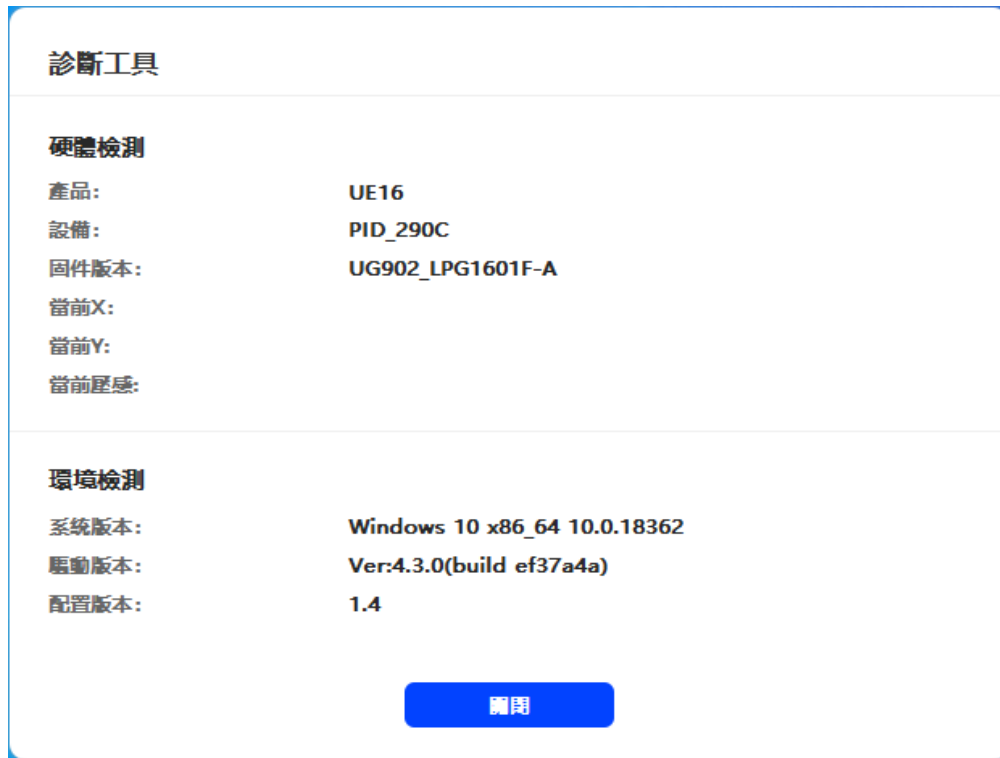 診斷工具
硬體檢測
產品: UE16
設備: PID_290C
固件版本: UG902_LPG1601F-A
當前X:
當前Y:
當前壓感:
環境檢測
系統版本: Windows 10 x86_64 10.0.18362
驅動版本: Ver:4.3.0(build ef37a4a)
配置版本: 1.4
關閉